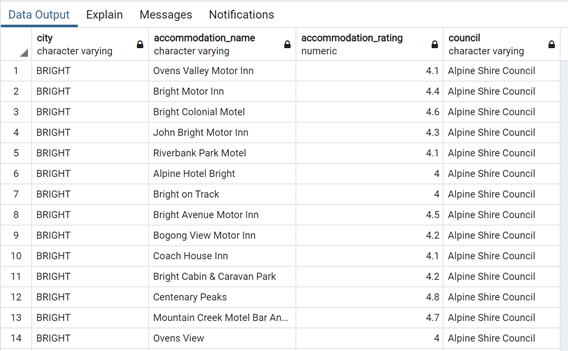 Data Output Explain Messages Notifications
city accommodation_name accommodation_rating council
character varying character varying numeric character varying
1 BRIGHT Ovens Valley Motor Inn 4.1 Alpine Shire Council
2 BRIGHT Bright Motor Inn 4.4 Alpine Shire Council
3 BRIGHT Bright Colonial Motel 4.6 Alpine Shire Council
4 BRIGHT John Bright Motor Inn 4.3 Alpine Shire Council
5 BRIGHT Riverbank Park Motel 4.1 Alpine Shire Council
6 BRIGHT Alpine Hotel Bright 4 Alpine Shire Council
7 BRIGHT Bright on Track 4 Alpine Shire Council
8 BRIGHT Bright Avenue Motor Inn 4.5 Alpine Shire Council
9 BRIGHT Bogong View Motor Inn 4.2 Alpine Shire Council
10 BRIGHT Coach House Inn 4.1 Alpine Shire Council
11 BRIGHT Bright Cabin & Caravan Park 4.2 Alpine Shire Council
12 BRIGHT Centenary Peaks 4.8 Alpine Shire Council
13 BRIGHT Mountain Creek Motel Bar An... 4.7 Alpine Shire Council
14 BRIGHT Ovens View 4 Alpine Shire Council